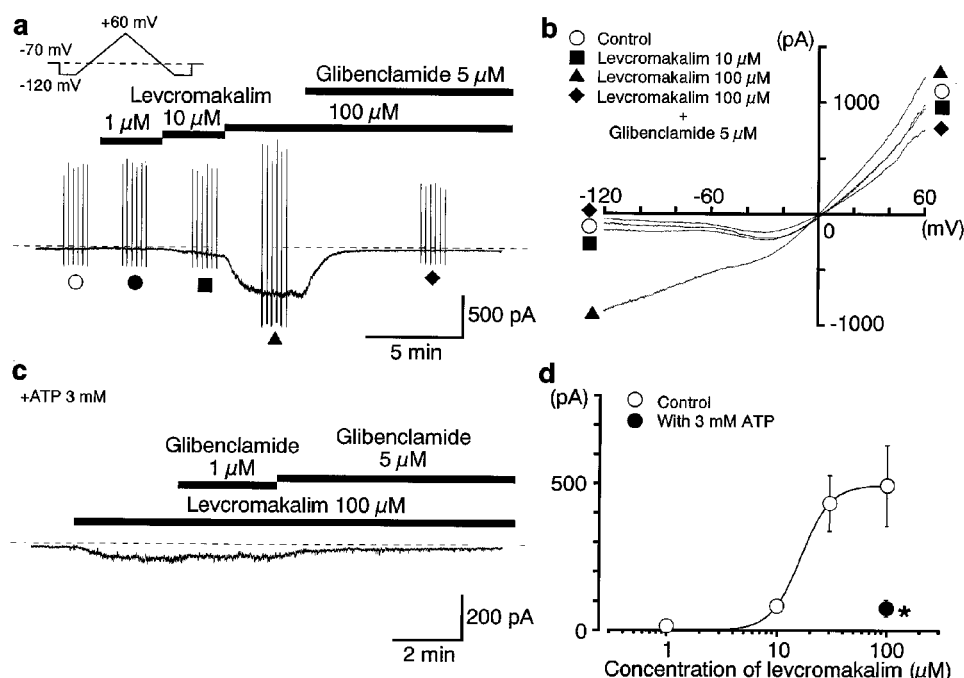 a
+60 mV
-70 mV
-120 mV
Glibenclamide 5 µM
Levcromakalim
1 µM
10 µM
100 µM
500 pA
5 min
b
(pA)
Control
Levcromakalim 10 µM
Levcromakalim 100 µM
Levcromakalim 100 µM
+
Glibenclamide 5 µM
1000
-120
-60
0
60
(mV)
-1000
c
+ATP 3 mM
Glibenclamide
1 µM
Glibenclamide
5 µM
Levcromakalim 100 µM
200 pA
2 min
d
(pA)
Control
With 3 mM ATP
500
0
*
1
10
100
Concentration of levcromakalim (µM)